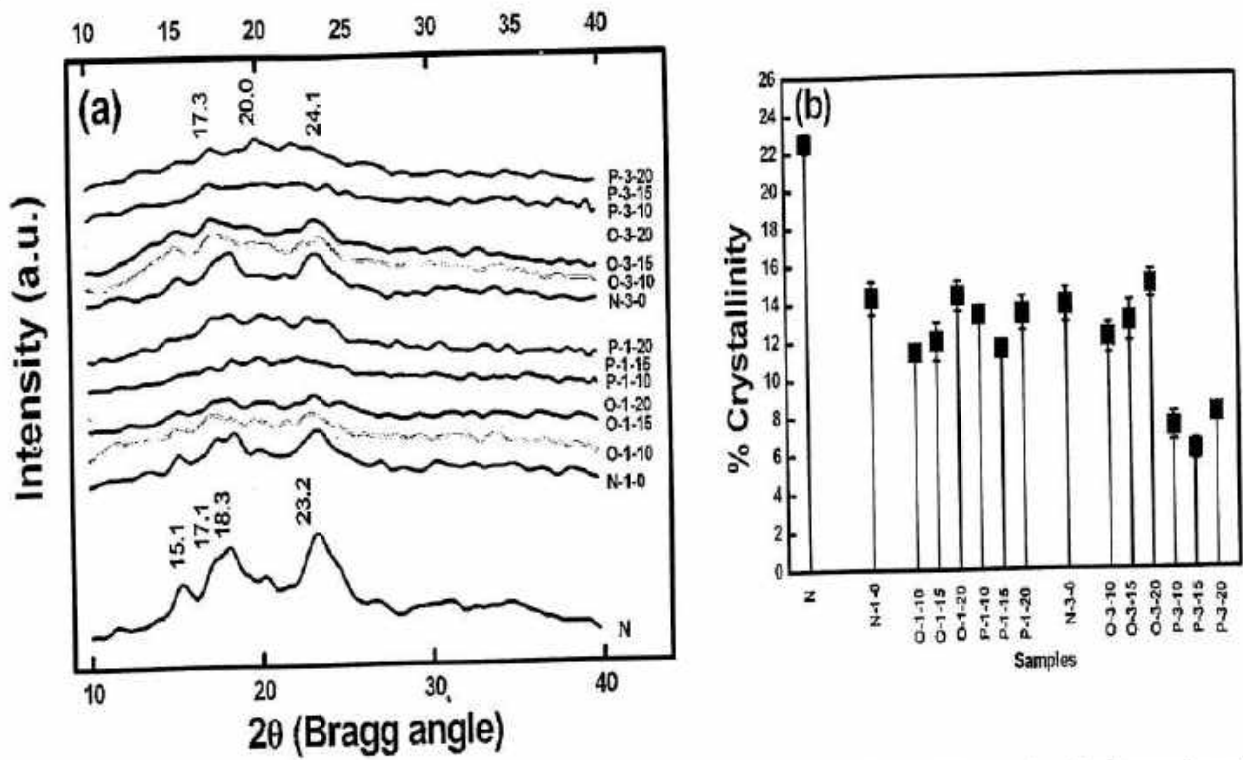 10 15 20 25 30 35 40
(a)
17.3
20.0
24.1
P-3-20
P-3-15
P-3-10
O-3-20
O-3-15
O-3-10
N-3-0
P-1-20
P-1-15
P-1-10
O-1-20
O-1-15
O-1-10
N-1-0
15.1
17.1
18.3
23.2
N
Intensity (a.u.)
10 20 30 40
2θ (Bragg angle)
(b)
26
24
22
20
18
16
14
12
10
8
6
4
2
0
% Crystallinity
N
N-1-0
O-1-10
O-1-15
O-1-20
P-1-10
P-1-15
P-1-20
N-3-0
O-3-10
O-3-15
O-3-20
P-3-10
P-3-15
P-3-20
Samples